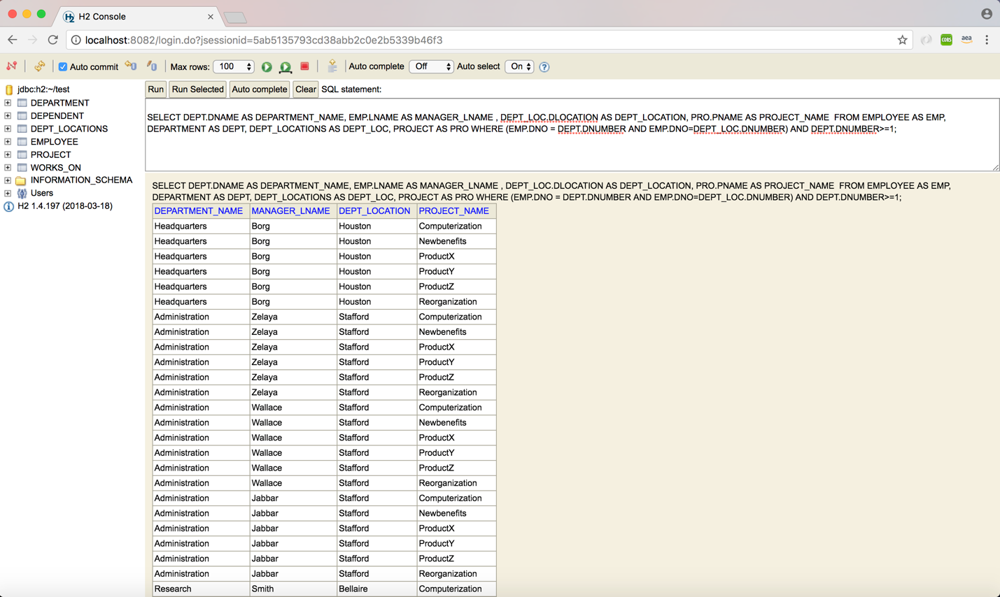 H2 Console
localhost:8082/login.do?jsessionid=5ab5135793cd38abb2c0e2b5339b46f3
CORS
aea
Auto commit
Max rows: 100
Auto complete Off
Auto select On
jdbc:h2:~/test
DEPARTMENT
DEPENDENT
DEPT_LOCATIONS
EMPLOYEE
PROJECT
WORKS_ON
INFORMATION_SCHEMA
Users
H2 1.4.197 (2018-03-18)
Run Run Selected Auto complete Clear SQL statement:
SELECT DEPT.DNAME AS DEPARTMENT_NAME, EMP.LNAME AS MANAGER_LNAME , DEPT_LOC.DLOCATION AS DEPT_LOCATION, PRO.PNAME AS PROJECT_NAME  FROM EMPLOYEE AS EMP,
DEPARTMENT AS DEPT, DEPT_LOCATIONS AS DEPT_LOC, PROJECT AS PRO WHERE (EMP.DNO = DEPT.DNUMBER AND EMP.DNO=DEPT_LOC.DNUMBER) AND DEPT.DNUMBER>=1;
SELECT DEPT.DNAME AS DEPARTMENT_NAME, EMP.LNAME AS MANAGER_LNAME , DEPT_LOC.DLOCATION AS DEPT_LOCATION, PRO.PNAME AS PROJECT_NAME  FROM EMPLOYEE AS EMP,
DEPARTMENT AS DEPT, DEPT_LOCATIONS AS DEPT_LOC, PROJECT AS PRO WHERE (EMP.DNO = DEPT.DNUMBER AND EMP.DNO=DEPT_LOC.DNUMBER) AND DEPT.DNUMBER>=1;
DEPARTMENT_NAME MANAGER_LNAME DEPT_LOCATION PROJECT_NAME
Headquarters Borg Houston Computerization
Headquarters Borg Houston Newbenefits
Headquarters Borg Houston ProductX
Headquarters Borg Houston ProductY
Headquarters Borg Houston ProductZ
Headquarters Borg Houston Reorganization
Administration Zelaya Stafford Computerization
Administration Zelaya Stafford Newbenefits
Administration Zelaya Stafford ProductX
Administration Zelaya Stafford ProductY
Administration Zelaya Stafford ProductZ
Administration Zelaya Stafford Reorganization
Administration Wallace Stafford Computerization
Administration Wallace Stafford Newbenefits
Administration Wallace Stafford ProductX
Administration Wallace Stafford ProductY
Administration Wallace Stafford ProductZ
Administration Wallace Stafford Reorganization
Administration Jabbar Stafford Computerization
Administration Jabbar Stafford Newbenefits
Administration Jabbar Stafford ProductX
Administration Jabbar Stafford ProductY
Administration Jabbar Stafford ProductZ
Administration Jabbar Stafford Reorganization
Research Smith Bellaire Computerization